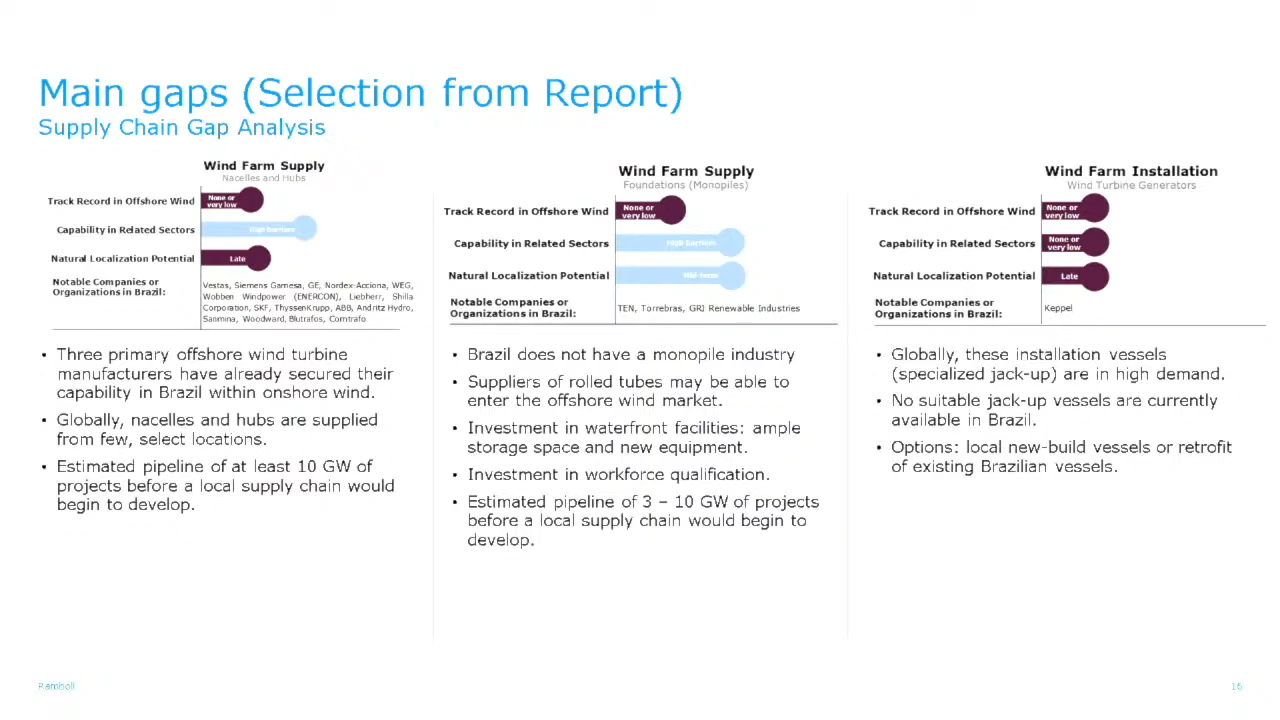 Main gaps (Selection from Report)
Supply Chain Gap Analysis
Wind Farm Supply
Nacelles and Hubs
Track Record in Offshore Wind
None or
very low
Capability in Related Sectors
High barriers
Natural Localization Potential
Late
Notable Companies or
Organizations in Brazil:
Vestas, Siemens Gamesa, GE, Nordex-Acciona, WEG,
Wobben Windpower (ENERCON), Liebherr, Shilla
Corporation, SKF, ThyssenKrupp, ABB, Andritz Hydro,
Sanmina, Woodward, Blutrafos, Comtrafo
• Three primary offshore wind turbine
manufacturers have already secured their
capability in Brazil within onshore wind.
• Globally, nacelles and hubs are supplied
from few, select locations.
• Estimated pipeline of at least 10 GW of
projects before a local supply chain would
begin to develop.
Wind Farm Supply
Foundations (Monopiles)
Track Record in Offshore Wind
None or
very low
Capability in Related Sectors
High barriers
Natural Localization Potential
Mid-term
Notable Companies or
Organizations in Brazil:
TEN, Torrebras, GRI Renewable Industries
• Brazil does not have a monopile industry
• Suppliers of rolled tubes may be able to
enter the offshore wind market.
• Investment in waterfront facilities: ample
storage space and new equipment.
• Investment in workforce qualification.
• Estimated pipeline of 3 – 10 GW of projects
before a local supply chain would begin to
develop.
Wind Farm Installation
Wind Turbine Generators
Track Record in Offshore Wind
None or
very low
Capability in Related Sectors
None or
very low
Natural Localization Potential
Late
Notable Companies or
Organizations in Brazil:
Keppel
• Globally, these installation vessels
(specialized jack-up) are in high demand.
• No suitable jack-up vessels are currently
available in Brazil.
• Options: local new-build vessels or retrofit
of existing Brazilian vessels.
Ramboll
16